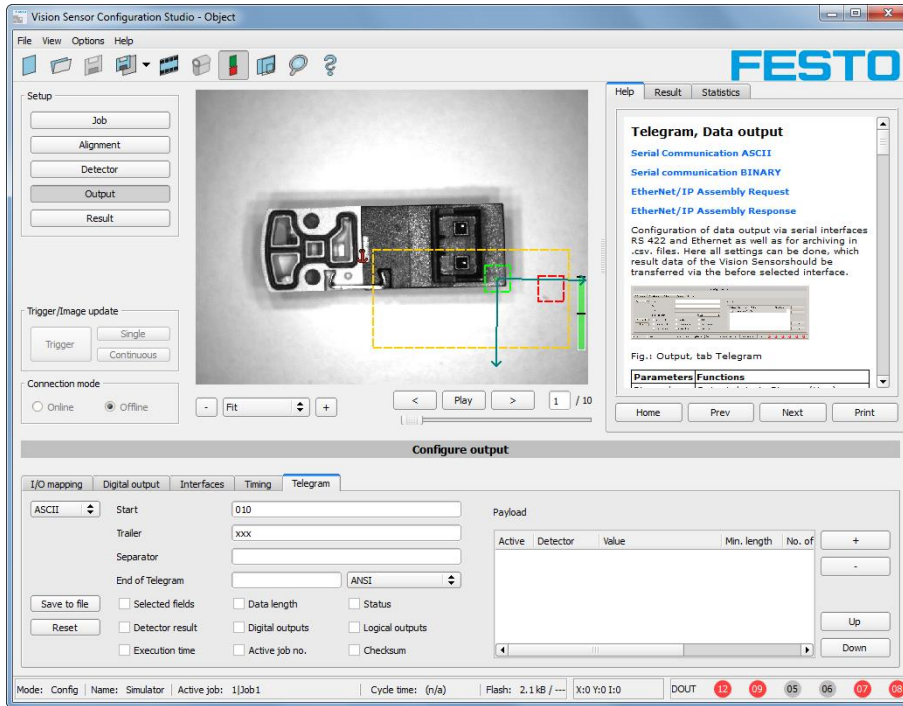 Vision Sensor Configuration Studio - Object
File View Options Help
FESTO
Setup
Job
Alignment
Detector
Output
Result
Trigger/Image update
Trigger
Single
Continuous
Connection mode
Online
Offline
-
Fit
+
<
Play
>
1 / 10
Help Result Statistics
Telegram, Data output
Serial Communication ASCII
Serial communication BINARY
EtherNet/IP Assembly Request
EtherNet/IP Assembly Response
Configuration of data output via serial interfaces
RS 422 and Ethernet as well as for archiving in
.csv. files. Here all settings can be done, which
result data of the Vision Sensorshould be
transferred via the before selected interface.
Fig.: Output, tab Telegram
Parameters Functions
Home Prev Next Print
Configure output
I/O mapping Digital output Interfaces Timing Telegram
ASCII
Start 010
Trailer xxx
Separator
End of Telegram ANSI
Save to file
Reset
Selected fields Data length Status
Detector result Digital outputs Logical outputs
Execution time Active job no. Checksum
Payload
Active Detector Value Min. length No. of
+
-
Up
Down
Mode: Config Name: Simulator Active job: 1|Job1 Cycle time: (n/a) Flash: 2.1 kB / --- X:0 Y:0 I:0 DOUT 12 09 05 06 07 08